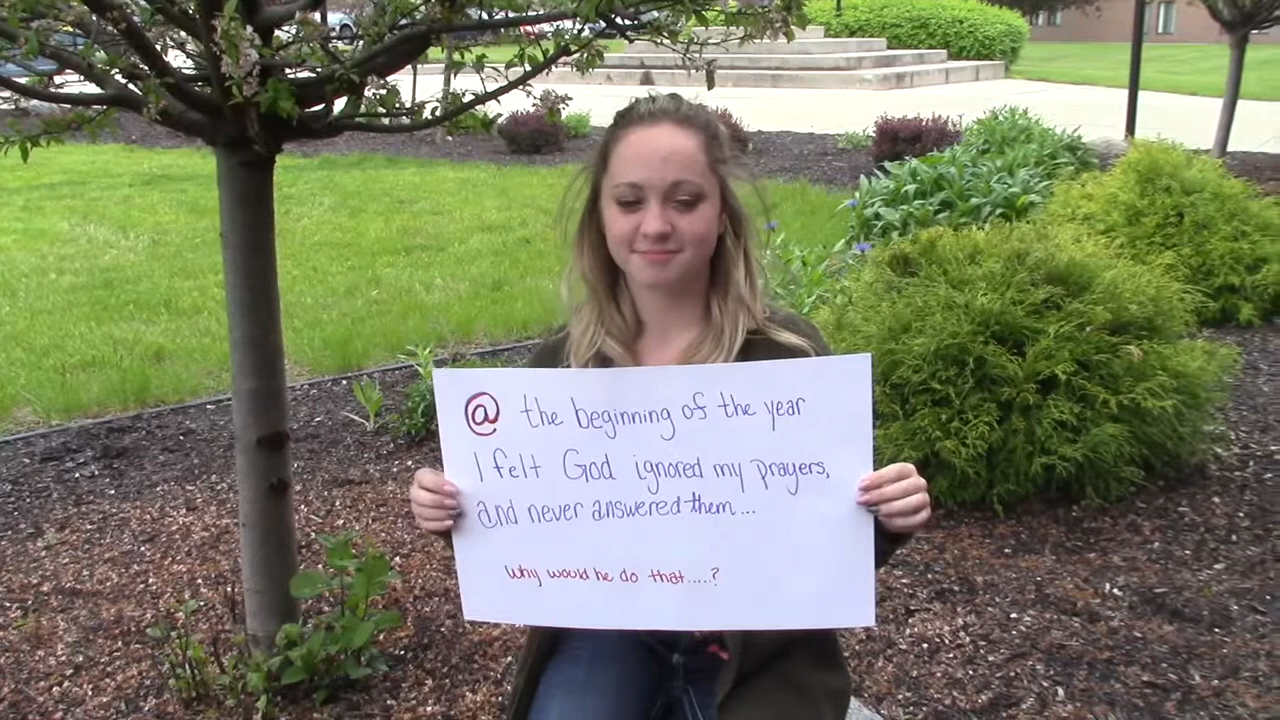 @ the beginning of the year
I felt God ignored my prayers,
and never answered them...
why would he do that.....?